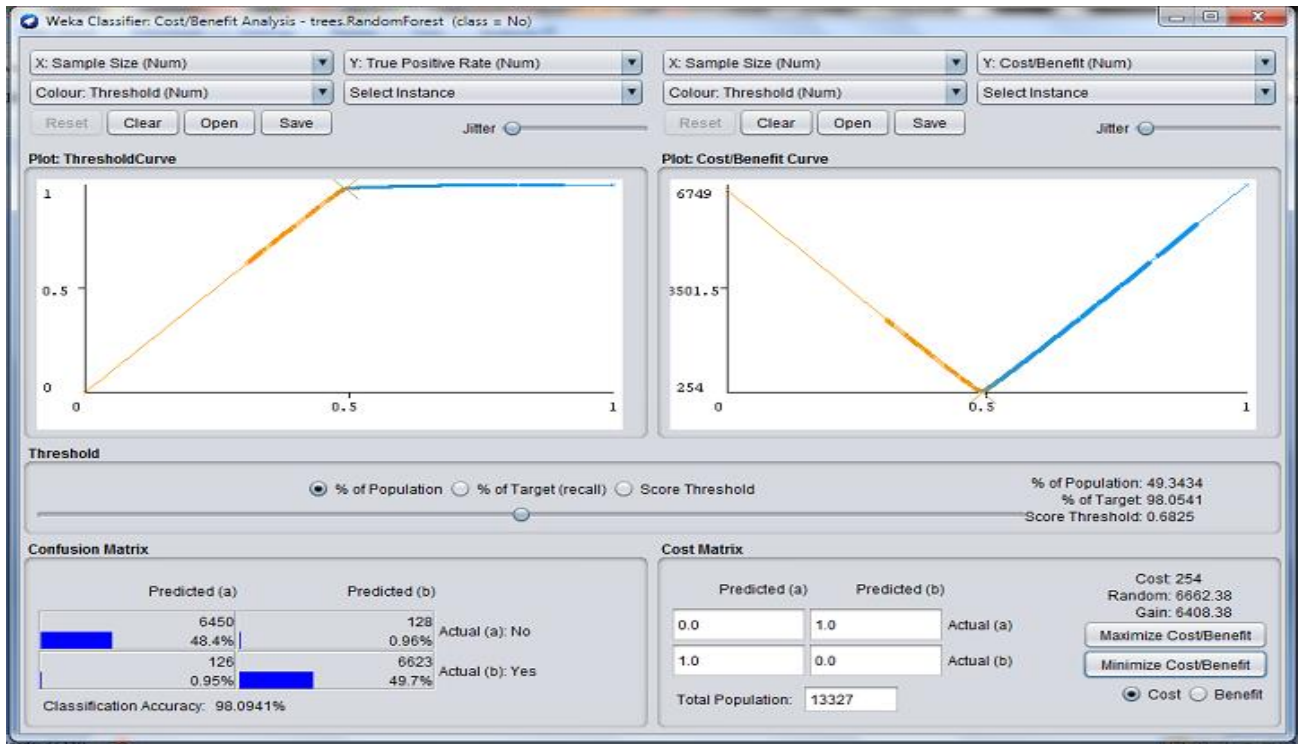 Weka Classifier: Cost/Benefit Analysis - trees.RandomForest (class = No)
X: Sample Size (Num)
Y: True Positive Rate (Num)
Colour: Threshold (Num)
Select Instance
Reset
Clear
Open
Save
Jitter
Plot: ThresholdCurve
1
0.5
0
0
0.5
1
X: Sample Size (Num)
Y: Cost/Benefit (Num)
Colour: Threshold (Num)
Select Instance
Reset
Clear
Open
Save
Jitter
Plot: Cost/Benefit Curve
6749
3501.5
254
0
0.5
1
Threshold
% of Population
% of Target (recall)
Score Threshold
% of Population: 49.3434
% of Target: 98.0541
Score Threshold: 0.6825
Confusion Matrix
Predicted (a)
Predicted (b)
6450
128
48.4%
0.96%
Actual (a): No
126
6623
0.95%
49.7%
Actual (b): Yes
Classification Accuracy: 98.0941%
Cost Matrix
Predicted (a)
Predicted (b)
0.0
1.0
Actual (a)
1.0
0.0
Actual (b)
Total Population: 13327
Cost: 254
Random: 6662.38
Gain: 6408.38
Maximize Cost/Benefit
Minimize Cost/Benefit
Cost
Benefit